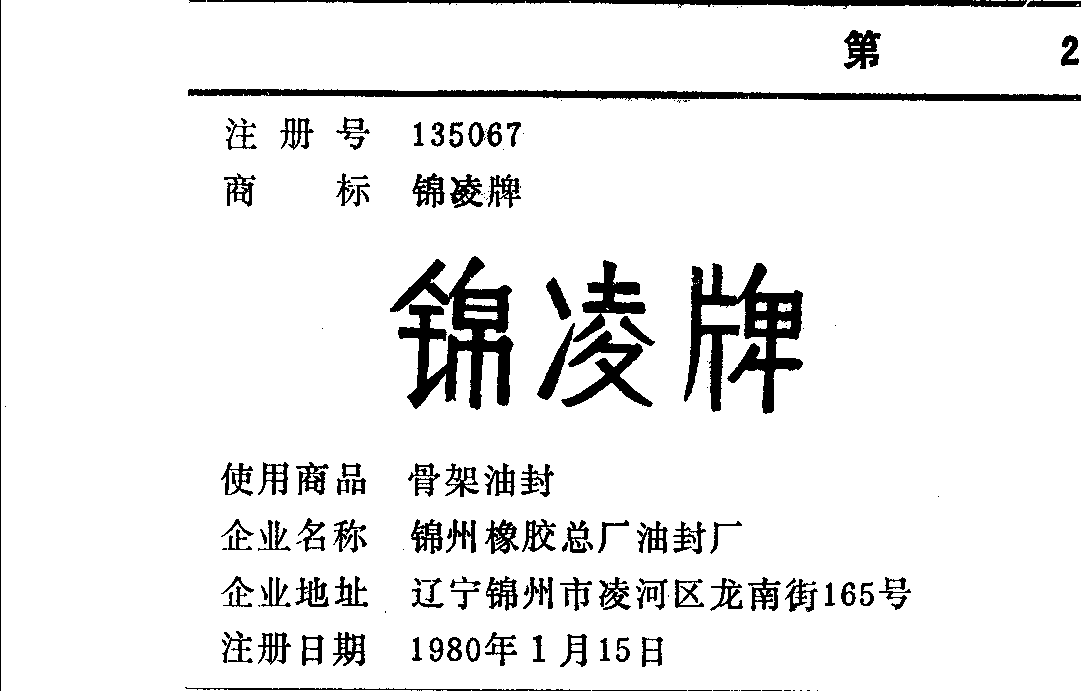 第 2
注册号 135067
商标 锦凌牌
锦凌牌
使用商品 骨架油封
企业名称 锦州橡胶总厂油封厂
企业地址 辽宁锦州市凌河区龙南街165号
注册日期 1980年1月15日